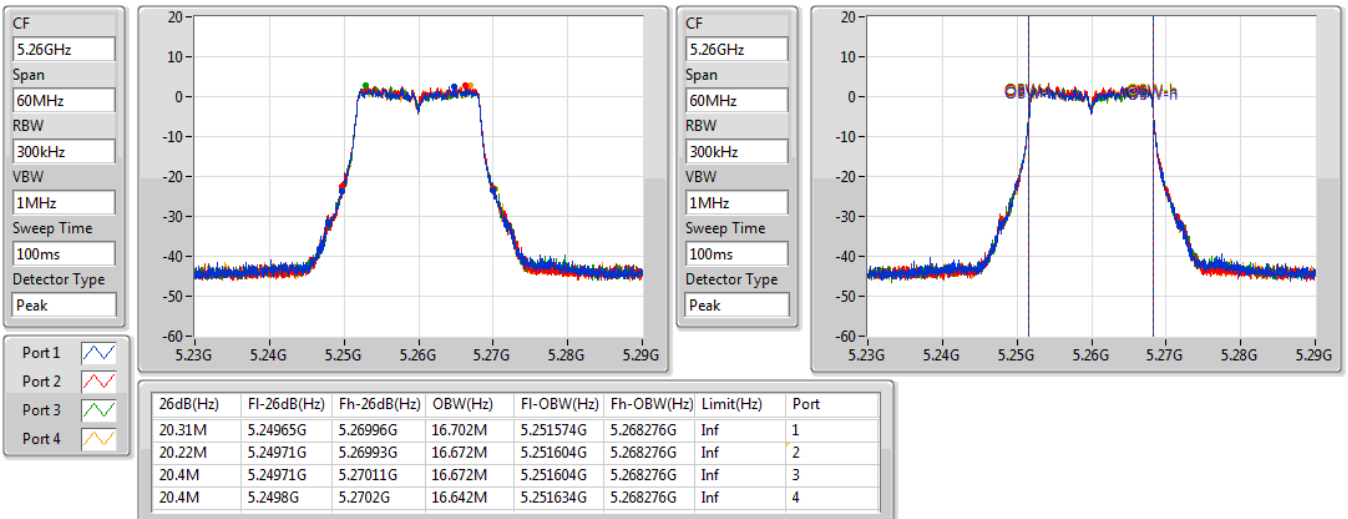 CF
5.26GHz
Span
60MHz
RBW
300kHz
VBW
1MHz
Sweep Time
100ms
Detector Type
Peak
20
10
0
-10
-20
-30
-40
-50
-60
5.23G 5.24G 5.25G 5.26G 5.27G 5.28G 5.29G
CF
5.26GHz
Span
60MHz
RBW
300kHz
VBW
1MHz
Sweep Time
100ms
Detector Type
Peak
20
10
0
-10
-20
-30
-40
-50
-60
OBW-h
5.23G 5.24G 5.25G 5.26G 5.27G 5.28G 5.29G
Port 1
Port 2
Port 3
Port 4
26dB(Hz) Fl-26dB(Hz) Fh-26dB(Hz) OBW(Hz) Fl-OBW(Hz) Fh-OBW(Hz) Limit(Hz) Port
20.31M 5.24965G 5.26996G 16.702M 5.251574G 5.268276G Inf 1
20.22M 5.24971G 5.26993G 16.672M 5.251604G 5.268276G Inf 2
20.4M 5.24971G 5.27011G 16.672M 5.251604G 5.268276G Inf 3
20.4M 5.2498G 5.2702G 16.642M 5.251634G 5.268276G Inf 4